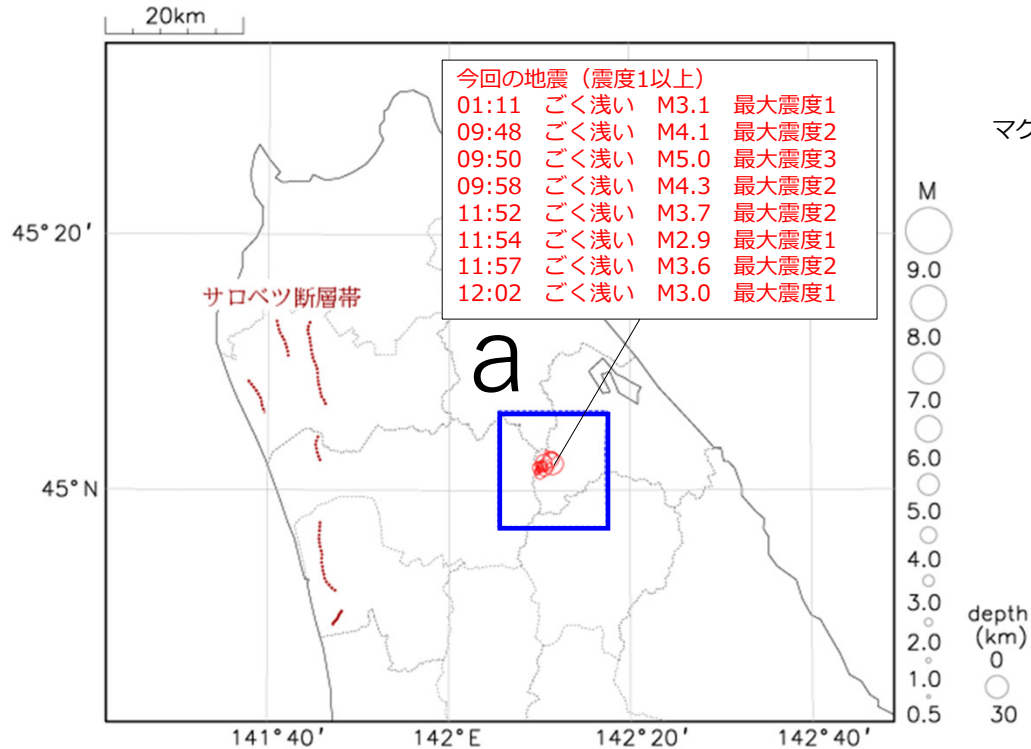 20km
今回の地震（震度1以上）
01:11 ごく浅い M3.1 最大震度1
09:48 ごく浅い M4.1 最大震度2
09:50 ごく浅い M5.0 最大震度3
09:58 ごく浅い M4.3 最大震度2
11:52 ごく浅い M3.7 最大震度2
11:54 ごく浅い M2.9 最大震度1
11:57 ごく浅い M3.6 最大震度2
12:02 ごく浅い M3.0 最大震度1
マグ
M
45°20′
9.0
サロベツ断層帯
8.0
a
7.0
6.0
45°N
5.0
4.0
3.0
depth
(km)
2.0
0
1.0
0.5
30
141°40′
142°E
142°20′
142°40′